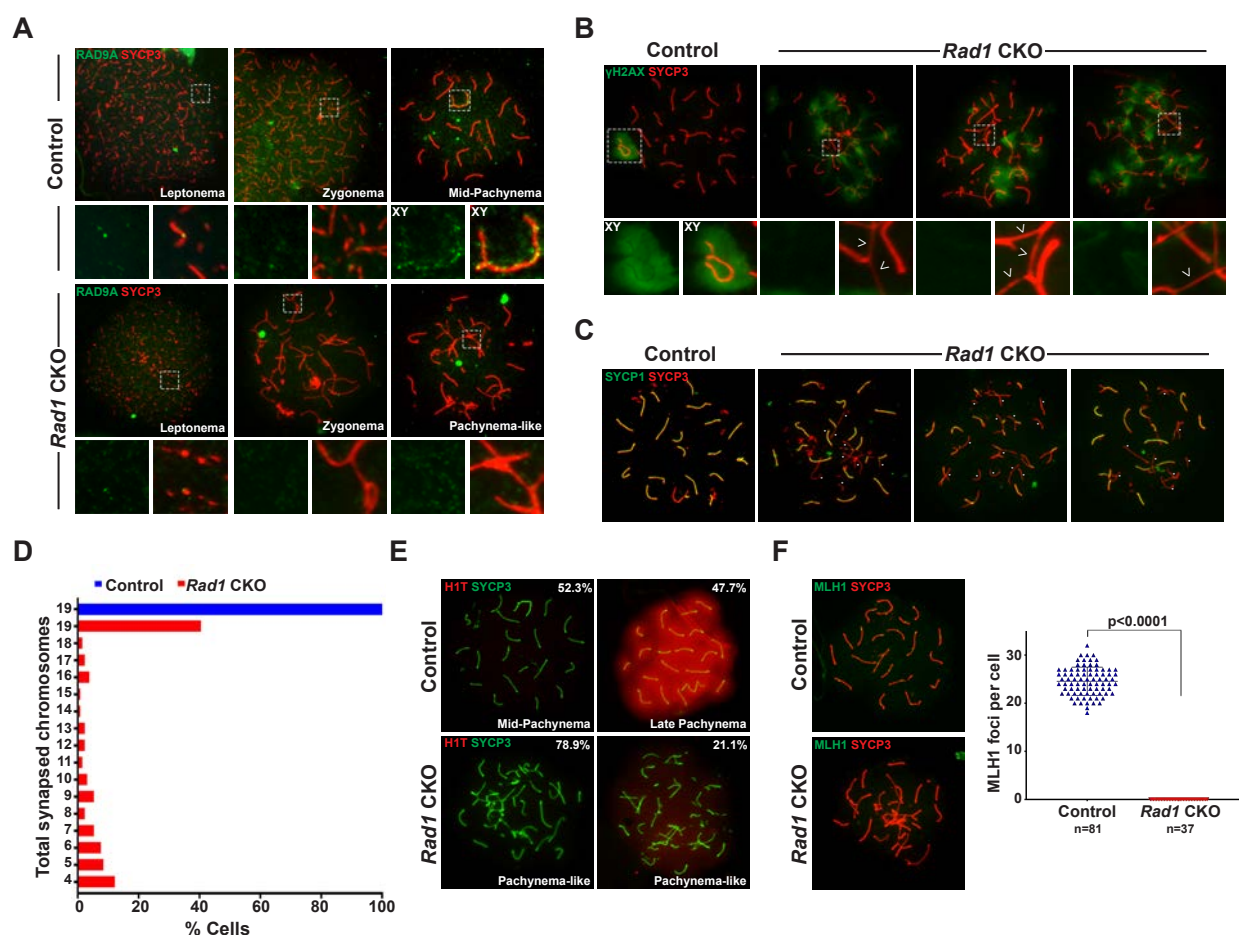 A
RAD9A SYCP3
Control
Leptonema
Zygonema
Mid-Pachynema
XY
XY
RAD9A SYCP3
Rad1 CKO
Leptonema
Zygonema
Pachynema-like
B
Control
Rad1 CKO
γH2AX SYCP3
XY
XY
C
Control
Rad1 CKO
SYCP1 SYCP3
D
Control
Rad1 CKO
Total synapsed chromosomes
19
19
18
17
16
15
14
13
12
11
10
9
8
7
6
5
4
0 20 40 60 80 100
% Cells
E
Control
H1T SYCP3
52.3%
47.7%
Mid-Pachynema
Late Pachynema
Rad1 CKO
H1T SYCP3
78.9%
21.1%
Pachynema-like
Pachynema-like
F
Control
MLH1 SYCP3
Rad1 CKO
MLH1 SYCP3
p<0.0001
MLH1 foci per cell
30
20
10
0
Control
Rad1 CKO
n=81
n=37